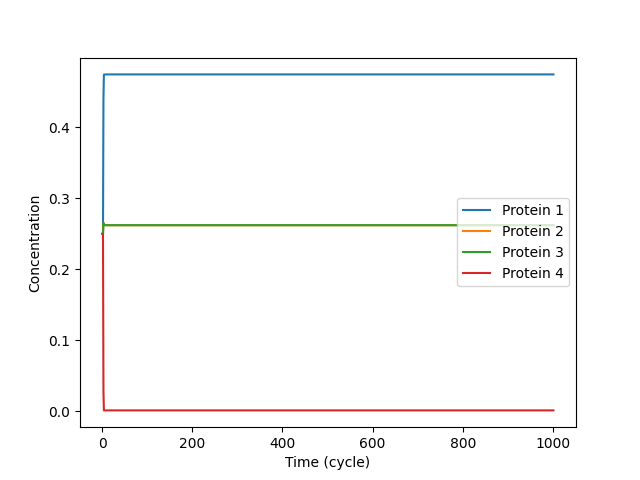 Concentration
0.4
0.3
0.2
0.1
0.0
Protein 1
Protein 2
Protein 3
Protein 4
0 200 400 600 800 1000
Time (cycle)